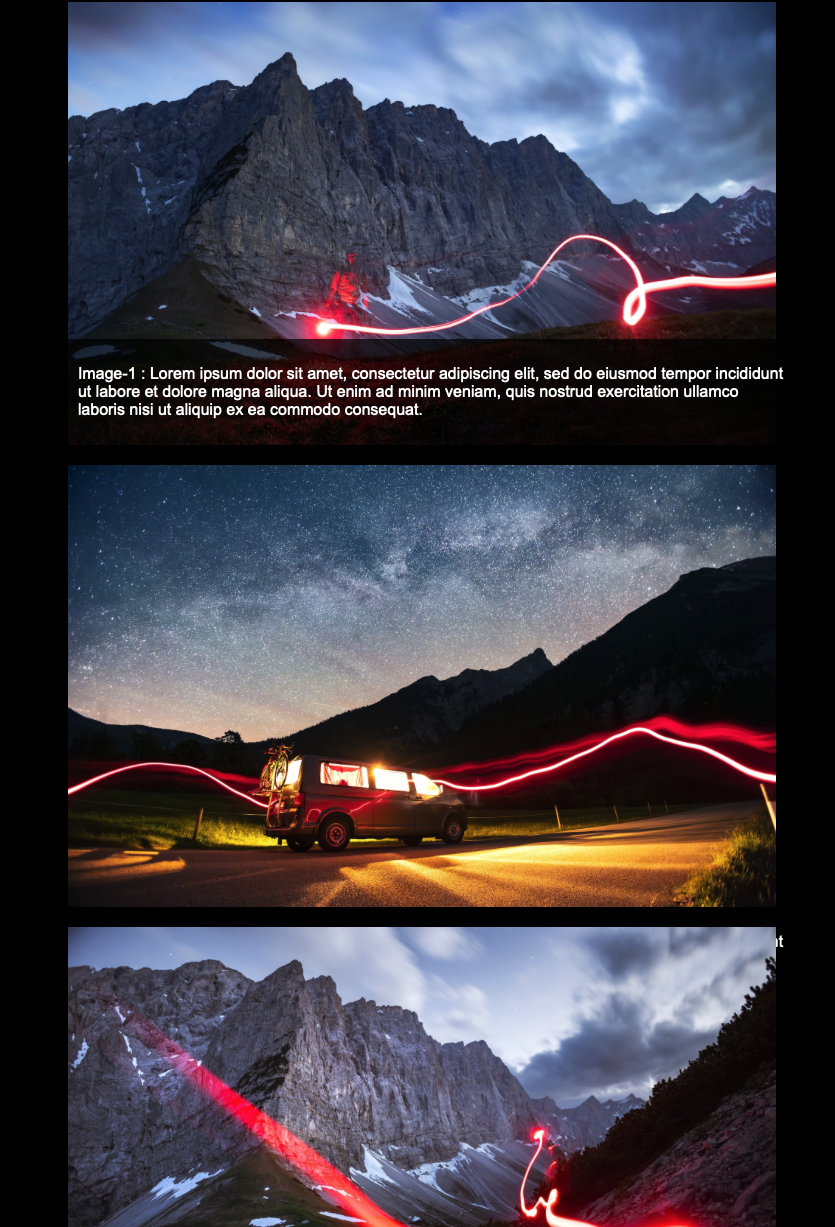 Image-1 : Lorem ipsum dolor sit amet, consectetur adipiscing elit, sed do eiusmod tempor incididunt
ut labore et dolore magna aliqua. Ut enim ad minim veniam, quis nostrud exercitation ullamco
laboris nisi ut aliquip ex ea commodo consequat.